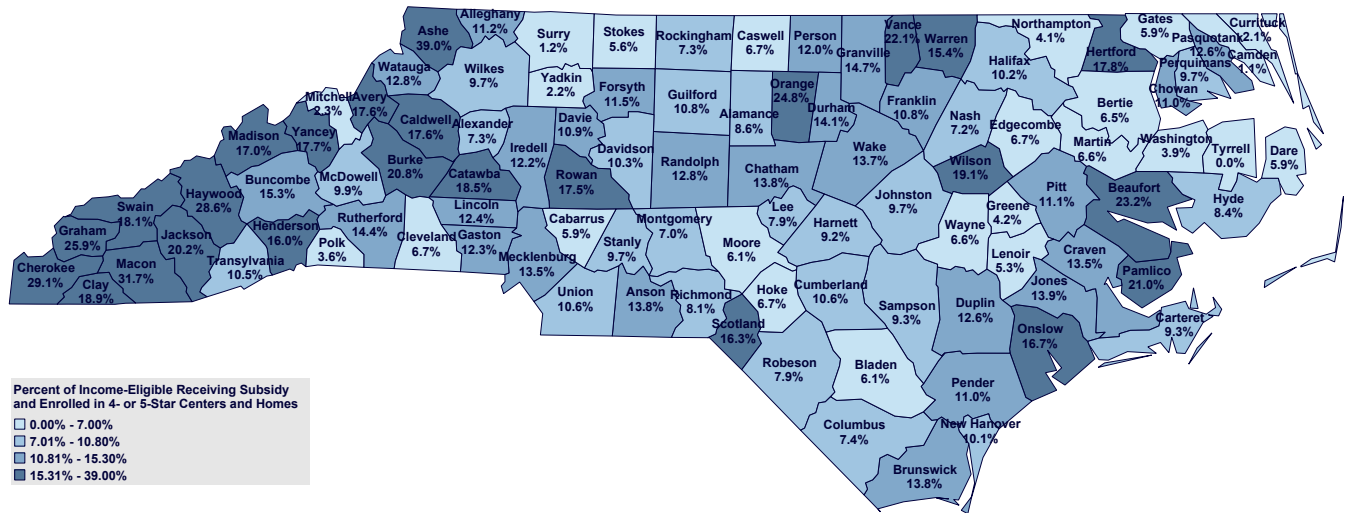 Alleghany
11.2%
Ashe
39.0%
Surry
1.2%
Stokes
5.6%
Rockingham
7.3%
Caswell
6.7%
Person
12.0%
Vance
22.1%
Warren
15.4%
Northampton
4.1%
Gates
5.9%
Currituck
2.1%
Pasquotank
12.6%
Camden
1.1%
Perquimans
9.7%
Chowan
11.0%
Hertford
17.8%
Granville
14.7%
Halifax
10.2%
Watauga
12.8%
Wilkes
9.7%
Yadkin
2.2%
Forsyth
11.5%
Guilford
10.8%
Alamance
8.6%
Orange
24.8%
Durham
14.1%
Franklin
10.8%
Nash
7.2%
Edgecombe
6.7%
Bertie
6.5%
Martin
6.6%
Washington
3.9%
Tyrrell
0.0%
Dare
5.9%
Mitchell
2.3%
Avery
17.6%
Caldwell
17.6%
Alexander
7.3%
Iredell
12.2%
Davie
10.9%
Davidson
10.3%
Randolph
12.8%
Chatham
13.8%
Wake
13.7%
Wilson
19.1%
Pitt
11.1%
Beaufort
23.2%
Hyde
8.4%
Madison
17.0%
Yancey
17.7%
Burke
20.8%
McDowell
9.9%
Catawba
18.5%
Rowan
17.5%
Buncombe
15.3%
Haywood
28.6%
Swain
18.1%
Graham
25.9%
Jackson
20.2%
Henderson
16.0%
Rutherford
14.4%
Lincoln
12.4%
Polk
3.6%
Cleveland
6.7%
Gaston
12.3%
Mecklenburg
13.5%
Cabarrus
5.9%
Stanly
9.7%
Montgomery
7.0%
Moore
6.1%
Lee
7.9%
Harnett
9.2%
Johnston
9.7%
Wayne
6.6%
Greene
4.2%
Lenoir
5.3%
Craven
13.5%
Pamlico
21.0%
Jones
13.9%
Cherokee
29.1%
Clay
18.9%
Macon
31.7%
Transylvania
10.5%
Union
10.6%
Anson
13.8%
Richmond
8.1%
Scotland
16.3%
Hoke
6.7%
Cumberland
10.6%
Sampson
9.3%
Duplin
12.6%
Onslow
16.7%
Carteret
9.3%
Robeson
7.9%
Bladen
6.1%
Pender
11.0%
Columbus
7.4%
New Hanover
10.1%
Brunswick
13.8%
Percent of Income-Eligible Receiving Subsidy
and Enrolled in 4- or 5-Star Centers and Homes
0.00% - 7.00%
7.01% - 10.80%
10.81% - 15.30%
15.31% - 39.00%